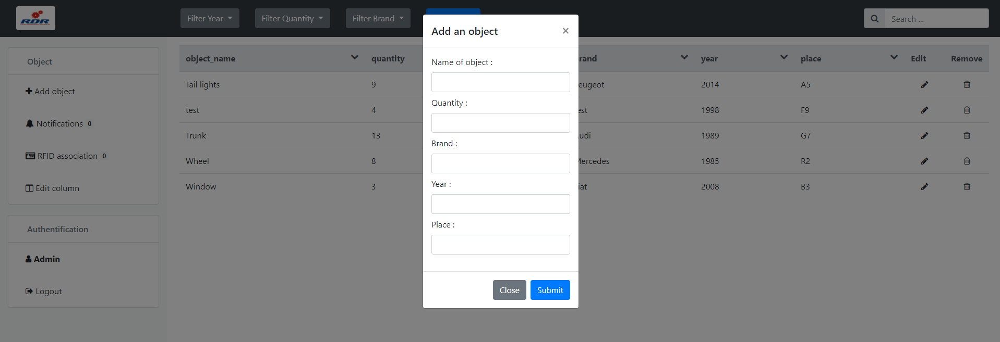 RDR
Filter Year
Filter Quantity
Filter Brand
Search ...
Add an object
×
Object
Add object
Notifications 0
RFID association 0
Edit column
Authentification
Admin
Logout
object_name quantity rand year place Edit Remove
Tail lights 9 eugeot 2014 A5
test 4 est 1998 F9
Trunk 13 udi 1989 G7
Wheel 8 Mercedes 1985 R2
Window 3 iat 2008 B3
Name of object :
Quantity :
Brand :
Year :
Place :
Close Submit